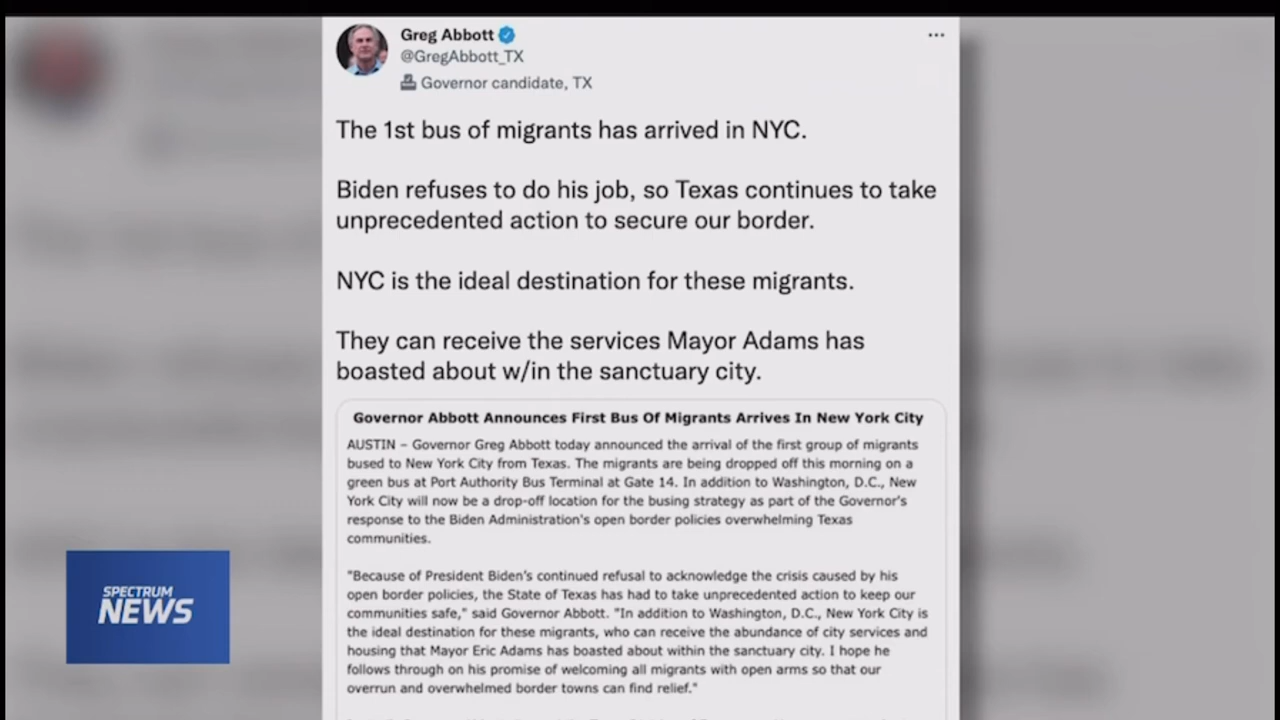 Greg Abbott
@GregAbbott_TX
Governor candidate, TX
The 1st bus of migrants has arrived in NYC.
Biden refuses to do his job, so Texas continues to take
unprecedented action to secure our border.
NYC is the ideal destination for these migrants.
They can receive the services Mayor Adams has
boasted about w/in the sanctuary city.
Governor Abbott Announces First Bus Of Migrants Arrives In New York City
AUSTIN – Governor Greg Abbott today announced the arrival of the first group of migrants
bused to New York City from Texas. The migrants are being dropped off this morning on a
green bus at Port Authority Bus Terminal at Gate 14. In addition to Washington, D.C., New
York City will now be a drop-off location for the busing strategy as part of the Governor's
response to the Biden Administration's open border policies overwhelming Texas
communities.
"Because of President Biden's continued refusal to acknowledge the crisis caused by his
open border policies, the State of Texas has had to take unprecedented action to keep our
communities safe," said Governor Abbott. "In addition to Washington, D.C., New York City is
the ideal destination for these migrants, who can receive the abundance of city services and
housing that Mayor Eric Adams has boasted about within the sanctuary city. I hope he
follows through on his promise of welcoming all migrants with open arms so that our
overrun and overwhelmed border towns can find relief."
SPECTRUM
NEWS